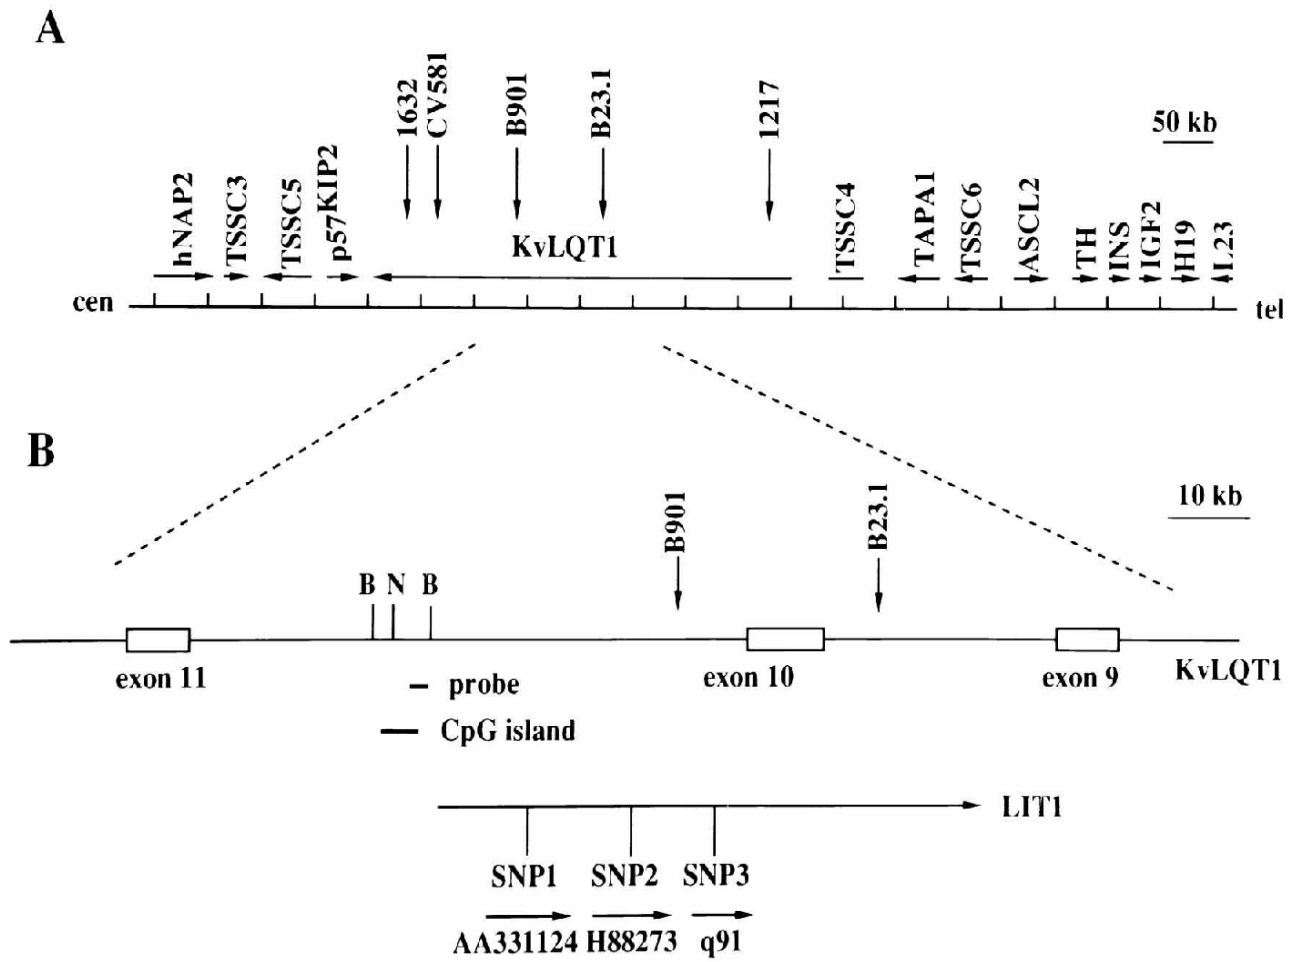 A
1632
CV581
B901
B23.1
1217
50 kb
hNAP2
TSSC3
TSSC5
p57KIP2
KvLQT1
TSSC4
TAPA1
TSSC6
ASCL2
TH
INS
IGF2
H19
L23
cen
tel
B
10 kb
B901
B23.1
B N B
exon 11
exon 10
exon 9
KvLQT1
probe
CpG island
LIT1
SNP1 SNP2 SNP3
AA331124 H88273 q91